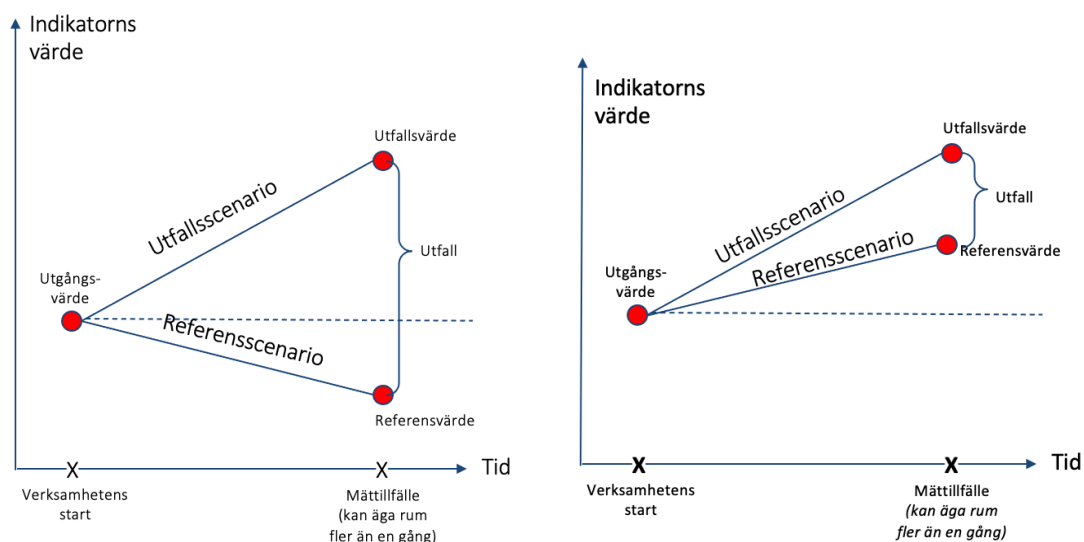 Indikatorns
värde
Utfallsvärde
Utfallsscenario
Utfall
Utgångs-
värde
Referensscenario
Referensvärde
X
X
Tid
Verksamhetens
start
Mättillfälle
(kan äga rum
fler än en gång)
Indikatorns
värde
Utfallsvärde
Utfallsscenario
Utfall
Referensscenario
Referensvärde
Utgångs-
värde
X
X
Tid
Verksamhetens
start
Mättillfälle
(kan äga rum
fler än en gång)